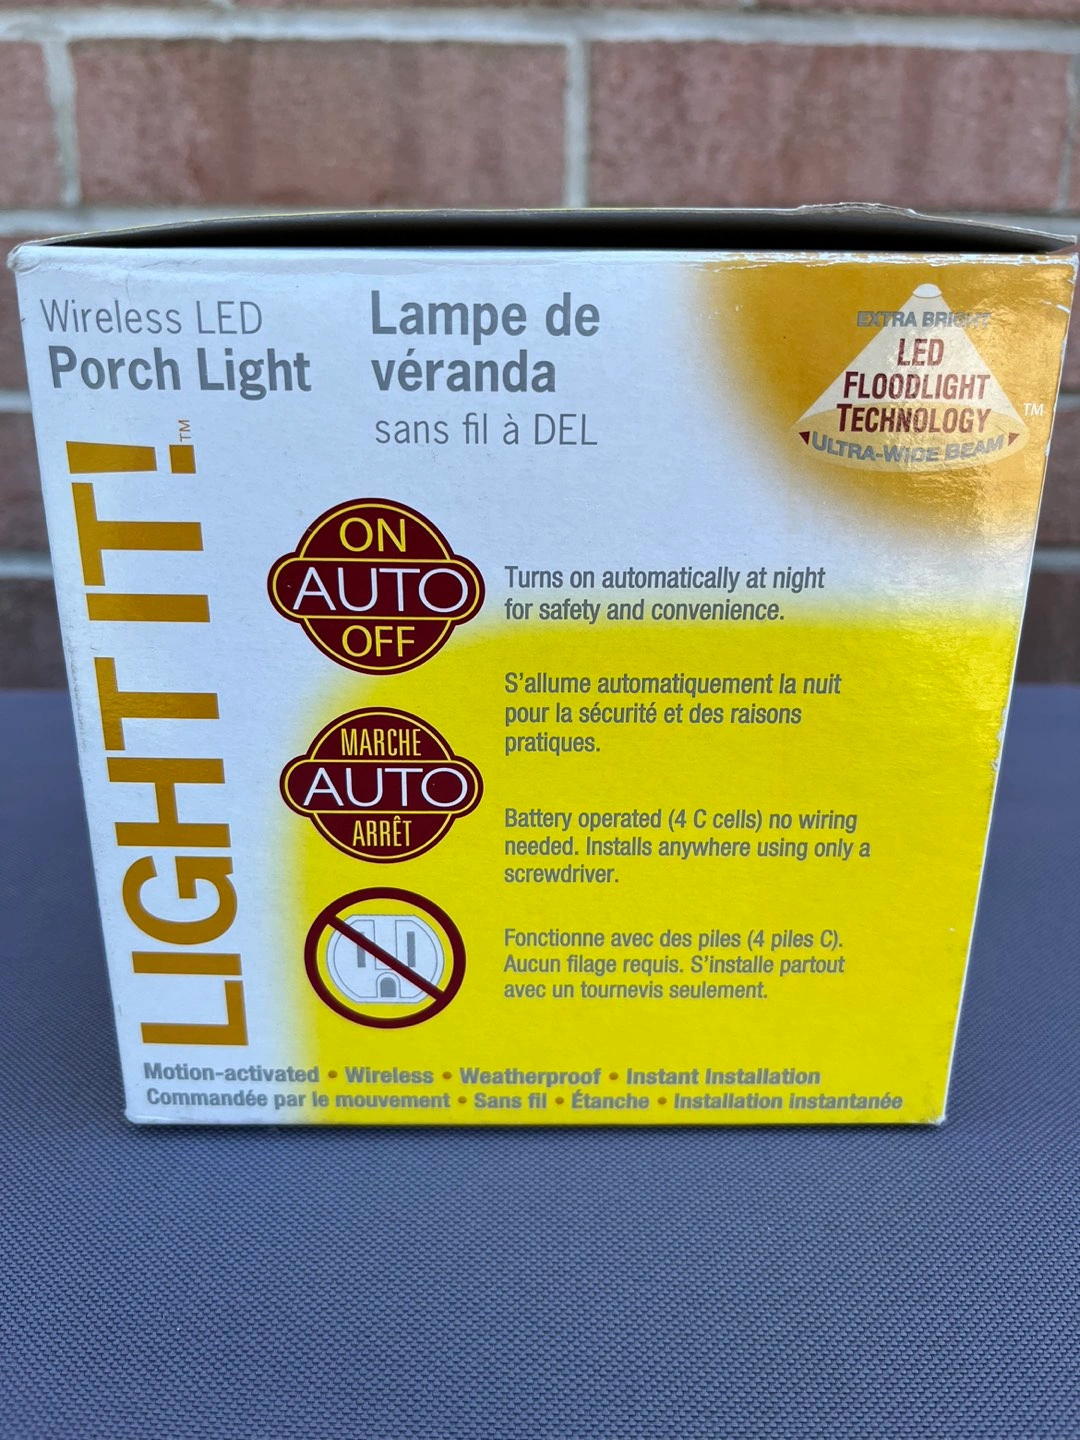 Wireless LED
Porch Light
Lampe de
véranda
sans fil à DEL
EXTRA BRIGHT
LED
FLOODLIGHT
TECHNOLOGY
TM
ULTRA-WIDE BEAM
LIGHT IT!™
ON
AUTO
OFF
Turns on automatically at night
for safety and convenience.
S'allume automatiquement la nuit
pour la sécurité et des raisons
pratiques.
MARCHE
AUTO
ARRÊT
Battery operated (4 C cells) no wiring
needed. Installs anywhere using only a
screwdriver.
Fonctionne avec des piles (4 piles C).
Aucun filage requis. S'installe partout
avec un tournevis seulement.
Motion-activated • Wireless • Weatherproof • Instant Installation
Commandée par le mouvement • Sans fil • Étanche • Installation instantanée